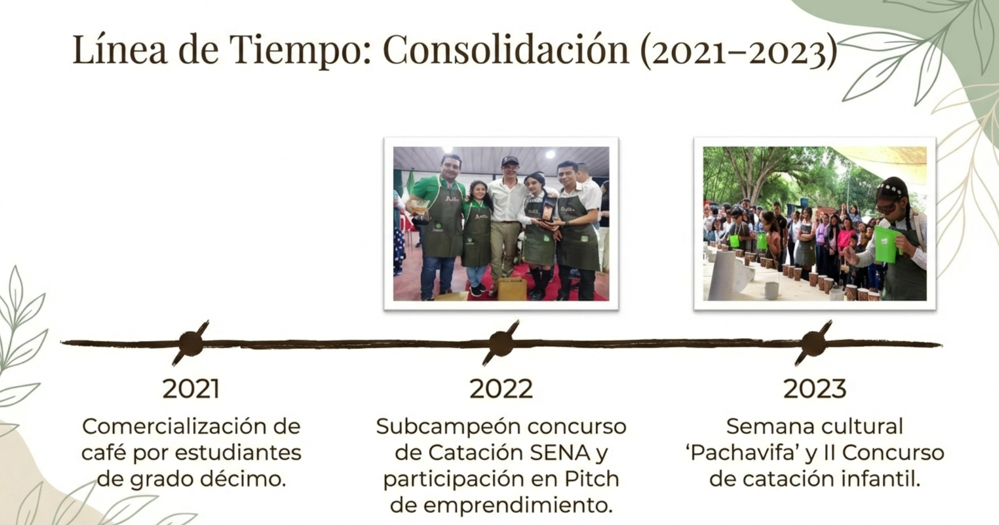 Línea de Tiempo: Consolidación (2021–2023)
2021
Comercialización de
café por estudiantes
de grado décimo.
2022
Subcampeón concurso
de Catación SENA y
participación en Pitch
de emprendimiento.
2023
Semana cultural
‘Pachavifa’ y II Concurso
de catación infantil.